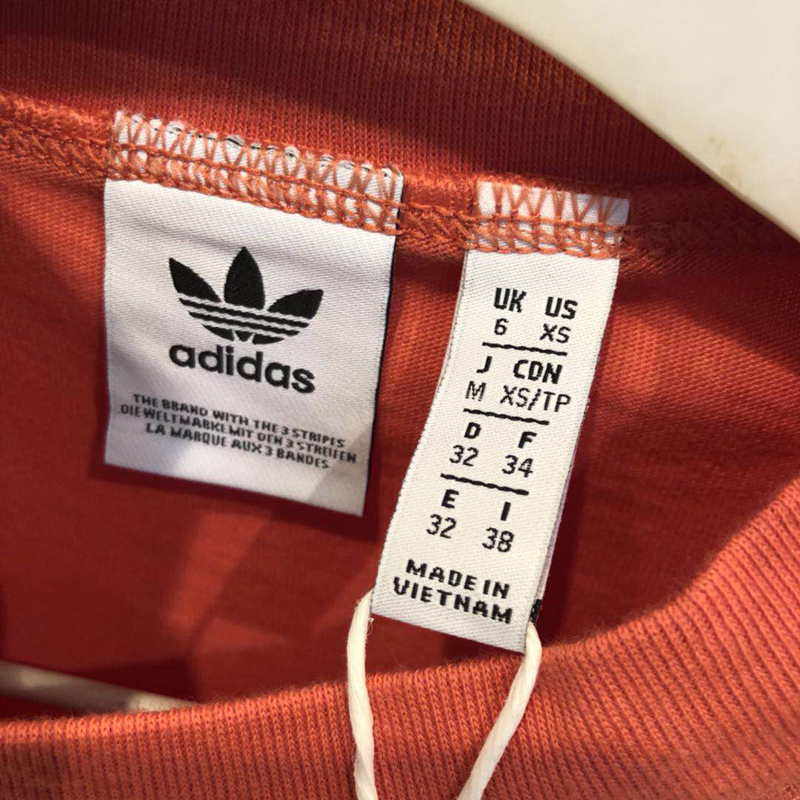 adidas
THE BRAND WITH THE 3 STRIPES
DIE WELTMARKE MIT DEN 3 STREIFEN
LA MARQUE AUX 3 BANDES
UK US
6 XS
J CDN
M XS/TP
D F
32 34
E I
32 38
MADE IN
VIETNAM